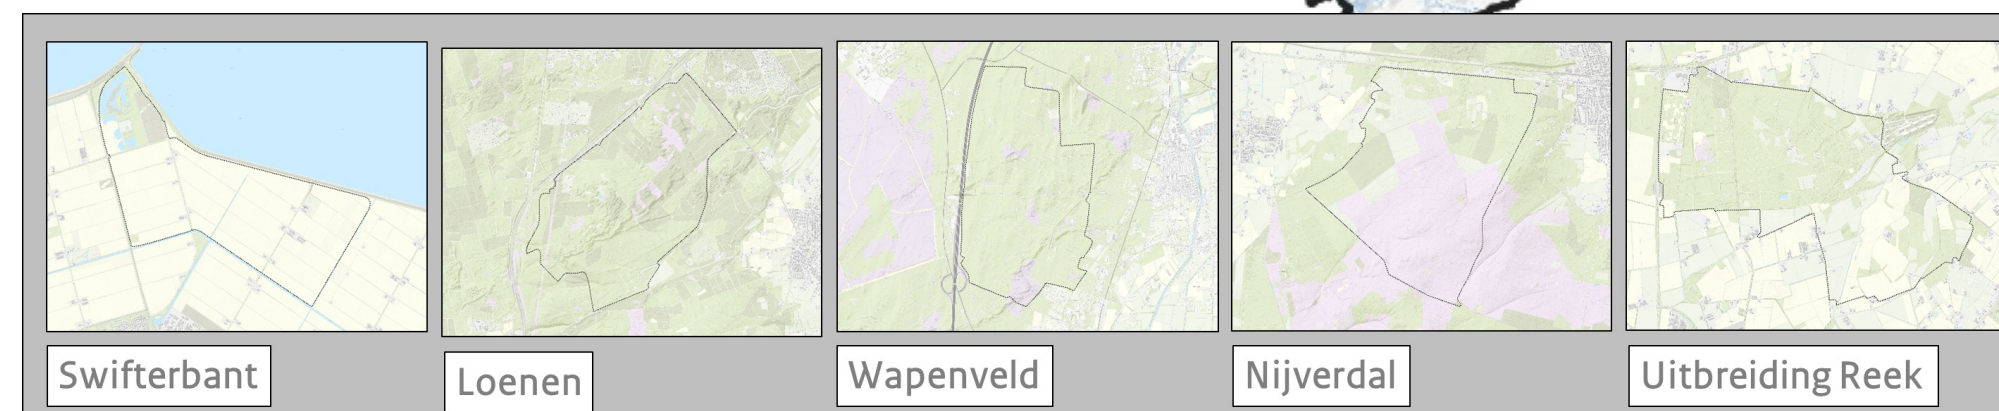 Swifterbant
Loenen
Wapenveld
Nijverdal
Uitbreiding Reek